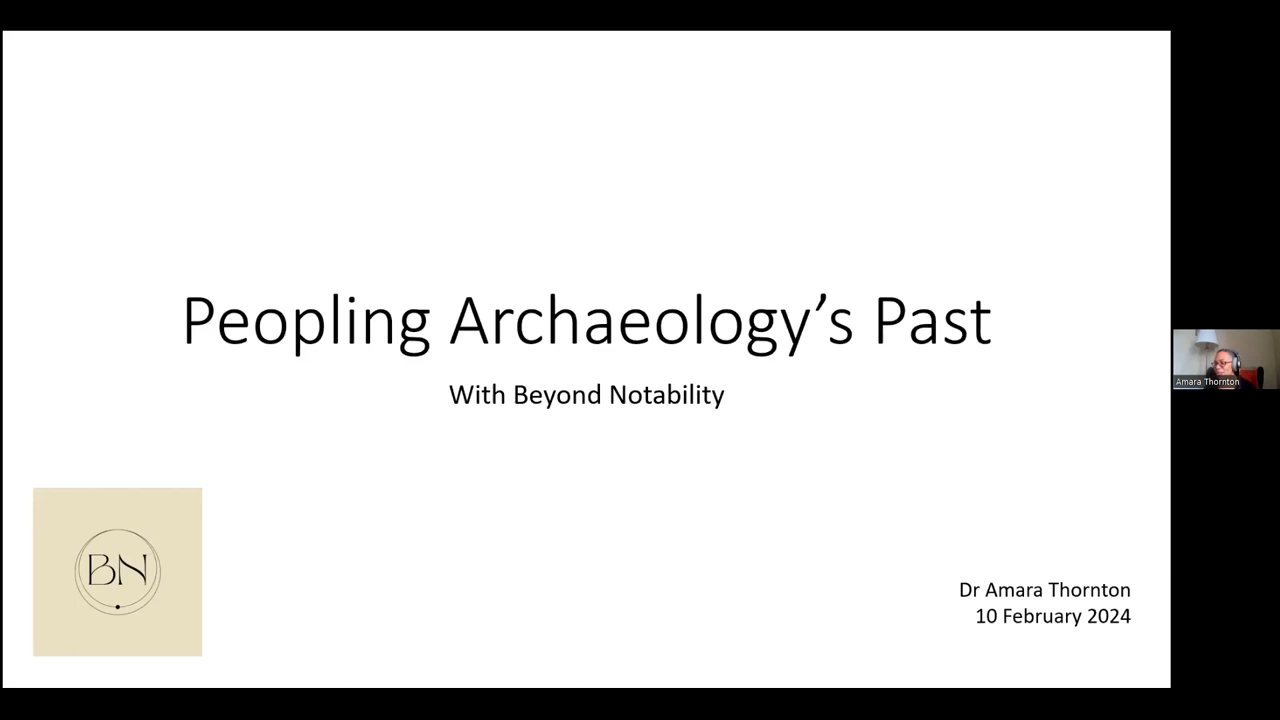 Peopling Archaeology’s Past
With Beyond Notability
BN
Dr Amara Thornton
10 February 2024
Amara Thornton